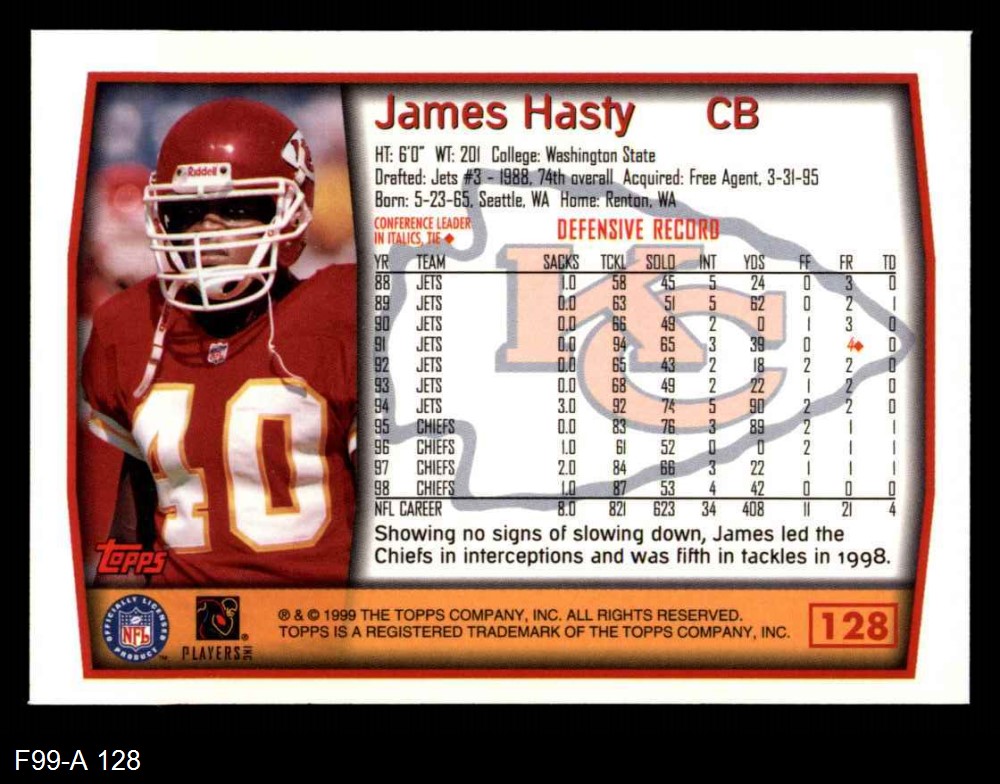 James Hasty CB
HT: 6'0" WT: 201 College: Washington State
Drafted: Jets #3 - 1988, 74th overall Acquired: Free Agent, 3-31-95
Born: 5-23-65, Seattle, WA Home: Renton, WA
CONFERENCE LEADER
IN ITALICS, TIE ◆
DEFENSIVE RECORD
YR TEAM SACKS TCKL SOLO INT YDS FF FR TD
88 JETS 1.0 58 45 5 24 0 3 0
89 JETS 0.0 63 51 5 62 0 2 1
90 JETS 0.0 66 49 2 0 1 3 0
91 JETS 0.0 94 65 3 39 0 4◆ 0
92 JETS 0.0 65 43 2 18 2 2 0
93 JETS 0.0 68 49 2 22 1 2 0
94 JETS 3.0 92 74 5 90 2 2 0
95 CHIEFS 0.0 83 76 3 89 2 1 1
96 CHIEFS 1.0 61 52 0 0 2 1 1
97 CHIEFS 2.0 84 66 3 22 1 1 1
98 CHIEFS 1.0 87 53 4 42 0 0 0
NFL CAREER 8.0 821 623 34 408 11 21 4
Showing no signs of slowing down, James led the
Chiefs in interceptions and was fifth in tackles in 1998.
Riddell
KC
NFL
40
Topps
OFFICIALLY LICENSED
NFL
PRODUCT
™
PLAYERS INC
®
® & © 1999 THE TOPPS COMPANY, INC. ALL RIGHTS RESERVED.
TOPPS IS A REGISTERED TRADEMARK OF THE TOPPS COMPANY, INC.
128
F99-A 128